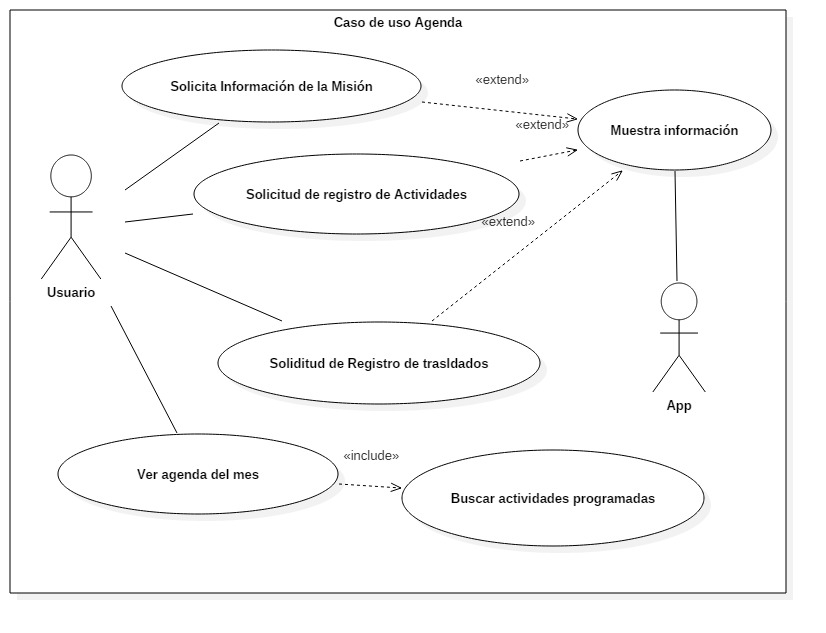 Caso de uso Agenda
Solicita Información de la Misión
«extend»
«extend»
Muestra información
Solicitud de registro de Actividades
«extend»
Usuario
Soliditud de Registro de trasldados
App
«include»
Ver agenda del mes
Buscar actividades programadas